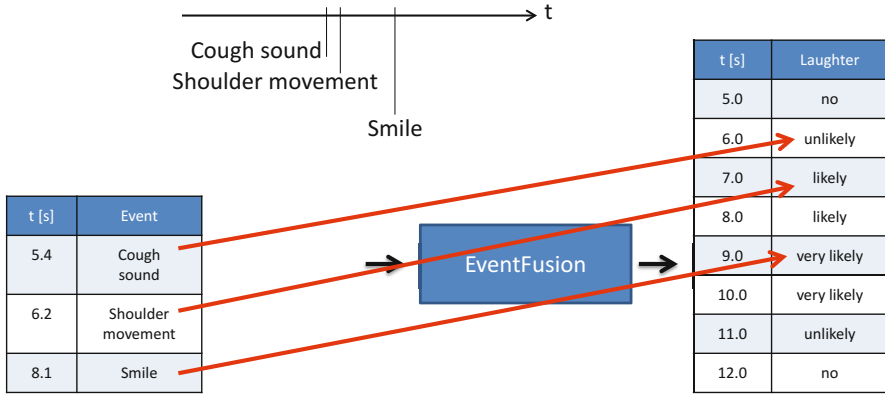 t
Cough sound
Shoulder movement
Smile
t [s] Event
5.4 Cough
sound
6.2 Shoulder
movement
8.1 Smile
EventFusion
t [s] Laughter
5.0 no
6.0 unlikely
7.0 likely
8.0 likely
9.0 very likely
10.0 very likely
11.0 unlikely
12.0 no